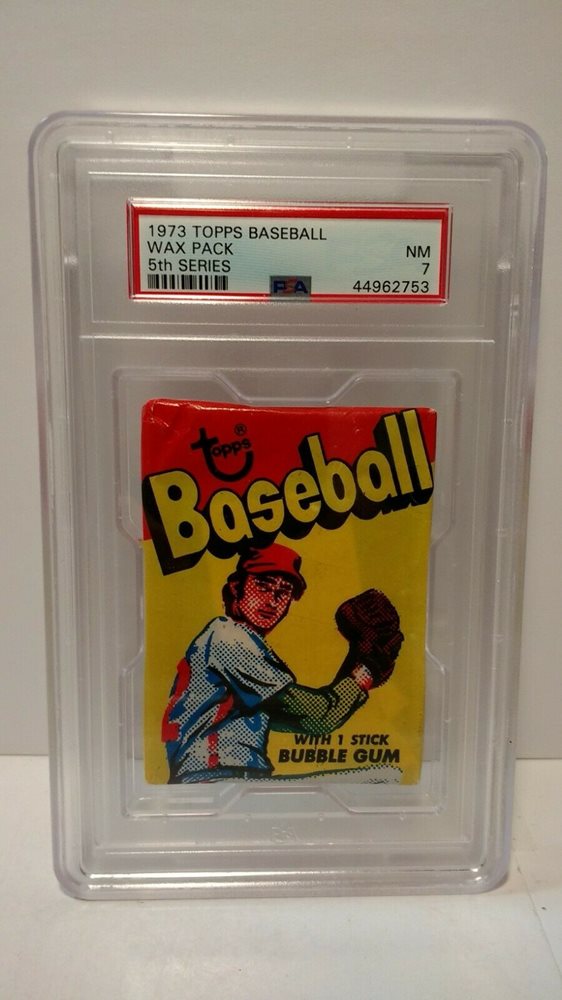 1973 TOPPS BASEBALL
WAX PACK NM
5th SERIES 7
PSA 44962753
topps®
Baseball
WITH 1 STICK
BUBBLE GUM